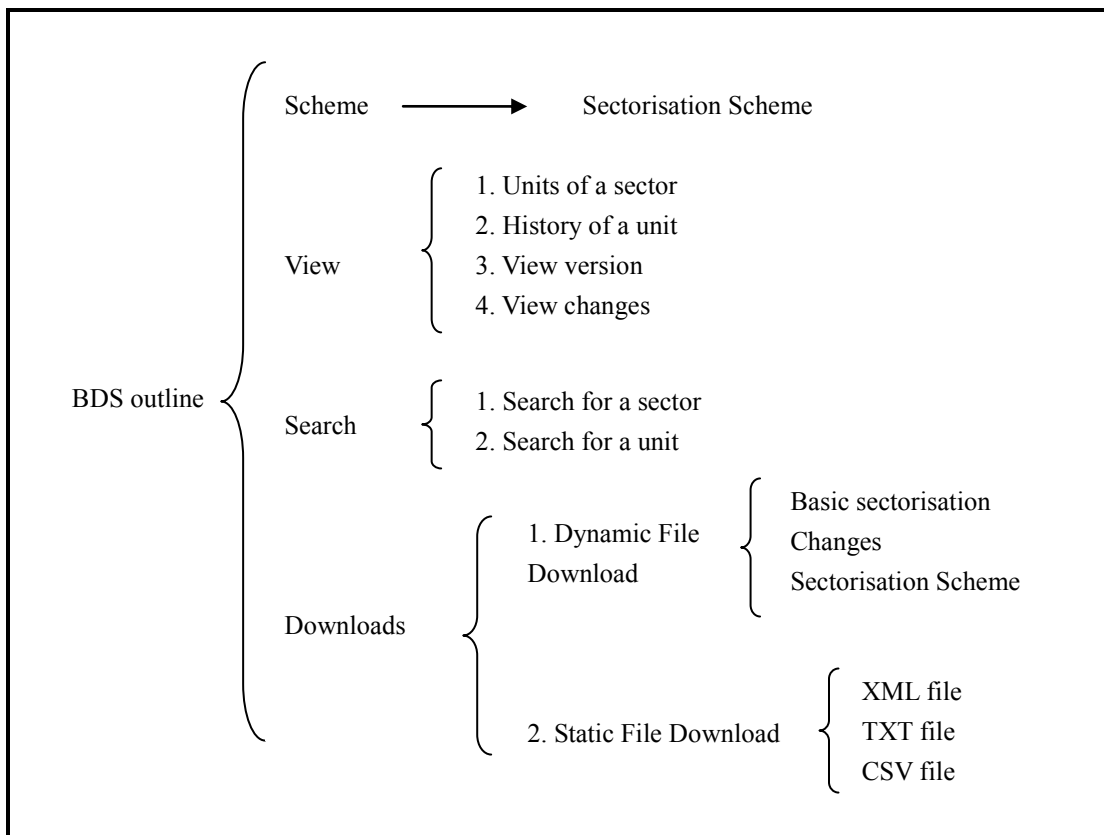 BDS outline
Scheme
Sectorisation Scheme
View
1. Units of a sector
2. History of a unit
3. View version
4. View changes
Search
1. Search for a sector
2. Search for a unit
Downloads
1. Dynamic File
Download
Basic sectorisation
Changes
Sectorisation Scheme
2. Static File Download
XML file
TXT file
CSV file